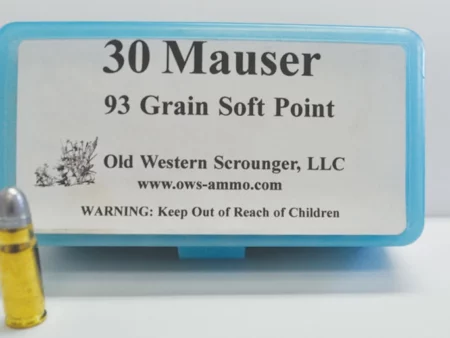 30 Mauser
93 Grain Soft Point
Old Western Scrounger, LLC
www.ows-ammo.com
WARNING: Keep Out of Reach of Children